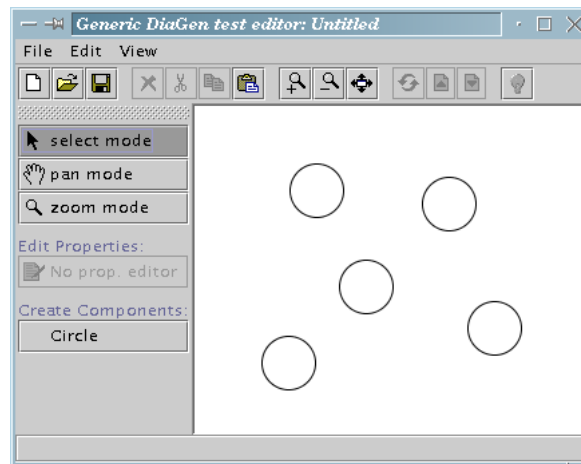 Generic DiaGen test editor: Untitled
File Edit View
select mode
pan mode
zoom mode
Edit Properties:
No prop. editor
Create Components:
Circle